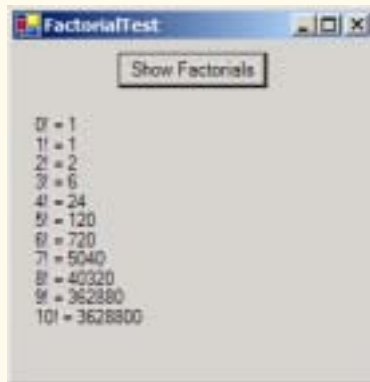 FactorialTest
Show Factorials
0! = 1
1! = 1
2! = 2
3! = 6
4! = 24
5! = 120
6! = 720
7! = 5040
8! = 40320
9! = 362880
10! = 3628800